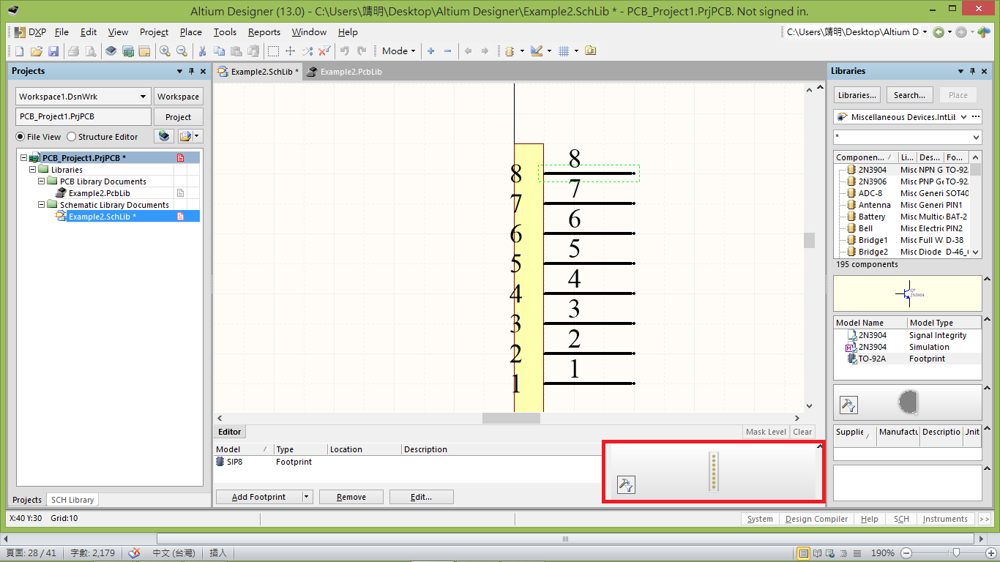 Altium Designer (13.0) - C:\Users\靖明\Desktop\Altium Designer\Example2.SchLib * - PCB_Project1.PrjPCB. Not signed in.
DXP File Edit View Project Place Tools Reports Window Help
C:\Users\靖明\Desktop\Altium D
Mode
Projects
Workspace1.DsnWrk Workspace
PCB_Project1.PrjPCB Project
File View Structure Editor
PCB_Project1.PrjPCB *
Libraries
PCB Library Documents
Example2.PcbLib
Schematic Library Documents
Example2.SchLib *
Projects SCH Library
Example2.SchLib * Example2.PcbLib
8 8
7 7
6 6
5 5
4 4
3 3
2 2
1 1
Editor Mask Level Clear
Model Type Location Description
SIP8 Footprint
Add Footprint Remove Edit...
Libraries
Libraries... Search... Place
Miscellaneous Devices.IntLib ...
*
Componen... Li... Des... Fo...
2N3904 Misc NPN G TO-92
2N3906 Misc PNP G TO-92
ADC-8 Misc Generi SOT40
Antenna Misc Generi PIN1
Battery Misc Multic BAT-2
Bell Misc Electric PIN2
Bridge1 Misc Full W D-38
Bridge2 Misc Diode D-46_
195 components
Q?
2N3904
Model Name Model Type
2N3904 Signal Integrity
2N3904 Simulation
TO-92A Footprint
Supplie Manufactu Descriptio Unit
X:40 Y:30 Grid:10
System Design Compiler Help SCH Instruments >>
頁面: 28 / 41 字數: 2,179 中文 (台灣) 插入 190%